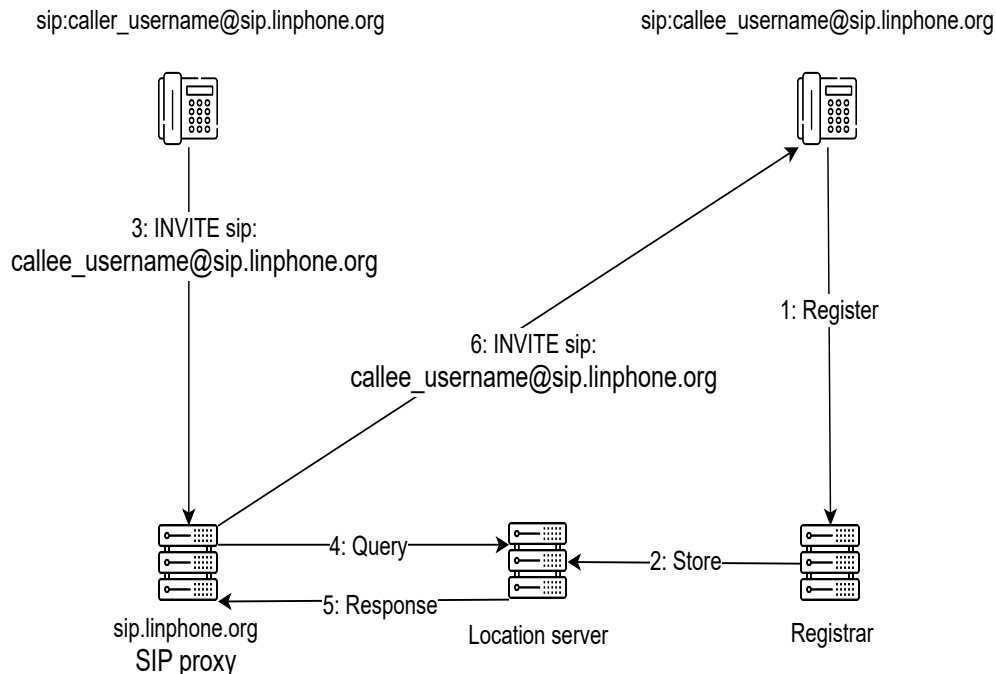 sip:caller_username@sip.linphone.org
sip:callee_username@sip.linphone.org
3: INVITE sip:
callee_username@sip.linphone.org
1: Register
6: INVITE sip:
callee_username@sip.linphone.org
4: Query
2: Store
5: Response
sip.linphone.org
SIP proxy
Location server
Registrar